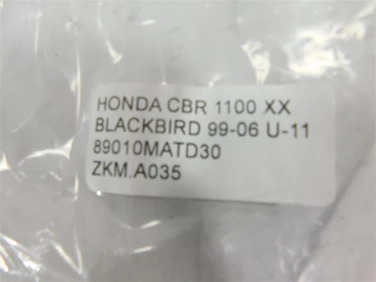 HONDA CBR 1100 XX
BLACKBIRD 99-06 U-11
89010MATD30
ZKM.A035